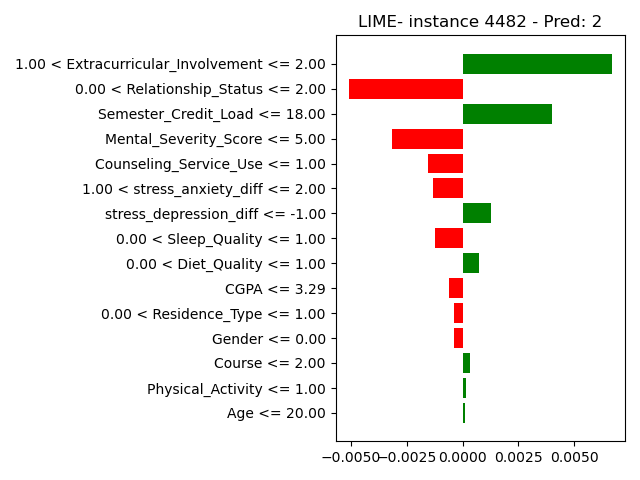 LIME- instance 4482 - Pred: 2
1.00 < Extracurricular_Involvement <= 2.00
0.00 < Relationship_Status <= 2.00
Semester_Credit_Load <= 18.00
Mental_Severity_Score <= 5.00
Counseling_Service_Use <= 1.00
1.00 < stress_anxiety_diff <= 2.00
stress_depression_diff <= -1.00
0.00 < Sleep_Quality <= 1.00
0.00 < Diet_Quality <= 1.00
CGPA <= 3.29
0.00 < Residence_Type <= 1.00
Gender <= 0.00
Course <= 2.00
Physical_Activity <= 1.00
Age <= 20.00
−0.0050 −0.0025 0.0000 0.0025 0.0050